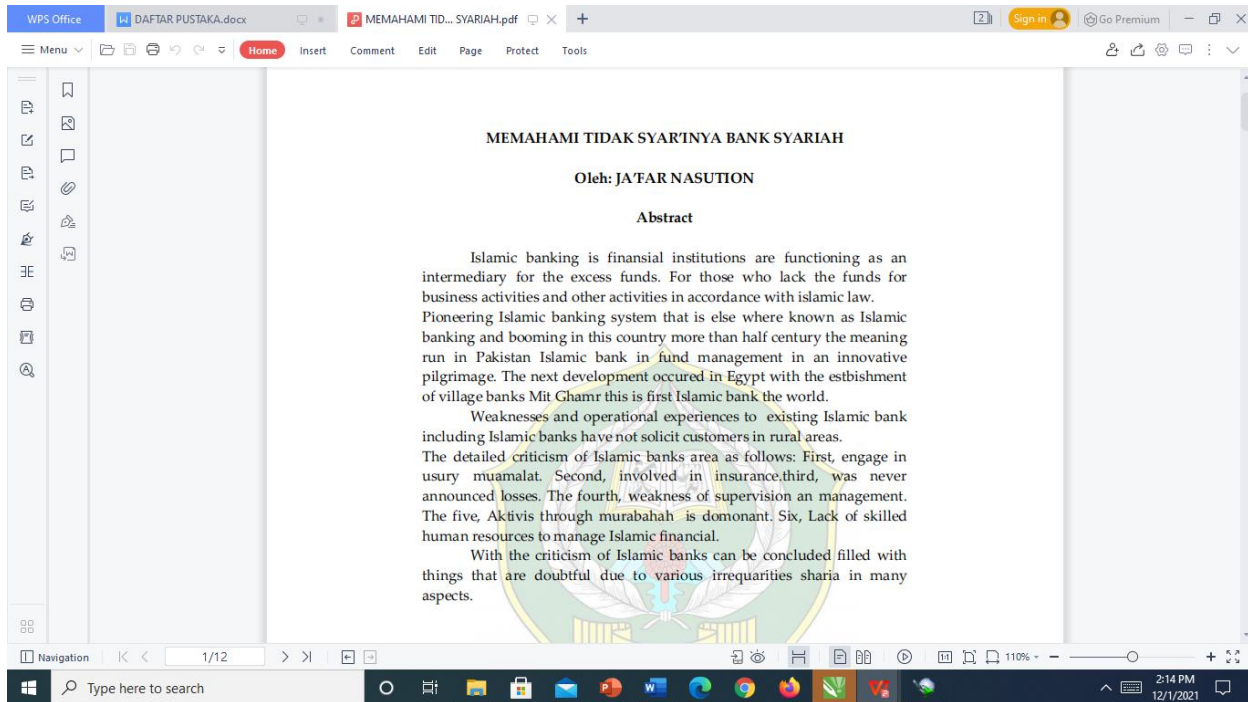 WPS Office
DAFTAR PUSTAKA.docx
MEMAHAMI TID... SYARIAH.pdf
2
Sign in
Go Premium
Menu
Home
Insert
Comment
Edit
Page
Protect
Tools
MEMAHAMI TIDAK SYAR'INYA BANK SYARIAH
Oleh: JA'FAR NASUTION
Abstract
Islamic banking is finansial institutions are functioning as an
intermediary for the excess funds. For those who lack the funds for
business activities and other activities in accordance with islamic law.
Pioneering Islamic banking system that is else where known as Islamic
banking and booming in this country more than half century the meaning
run in Pakistan Islamic bank in fund management in an innovative
pilgrimage. The next development occured in Egypt with the estbishment
of village banks Mit Ghamr this is first Islamic bank the world.
Weaknesses and operational experiences to existing Islamic bank
including Islamic banks have not solicit customers in rural areas.
The detailed criticism of Islamic banks area as follows: First, engage in
usury muamalat. Second, involved in insurance.third, was never
announced losses. The fourth, weakness of supervision an management.
The five, Aktivis through murabahah is domonant. Six, Lack of skilled
human resources to manage Islamic financial.
With the criticism of Islamic banks can be concluded filled with
things that are doubtful due to various irrequarities sharia in many
aspects.
Navigation
1/12
110%
Type here to search
2:14 PM
12/1/2021